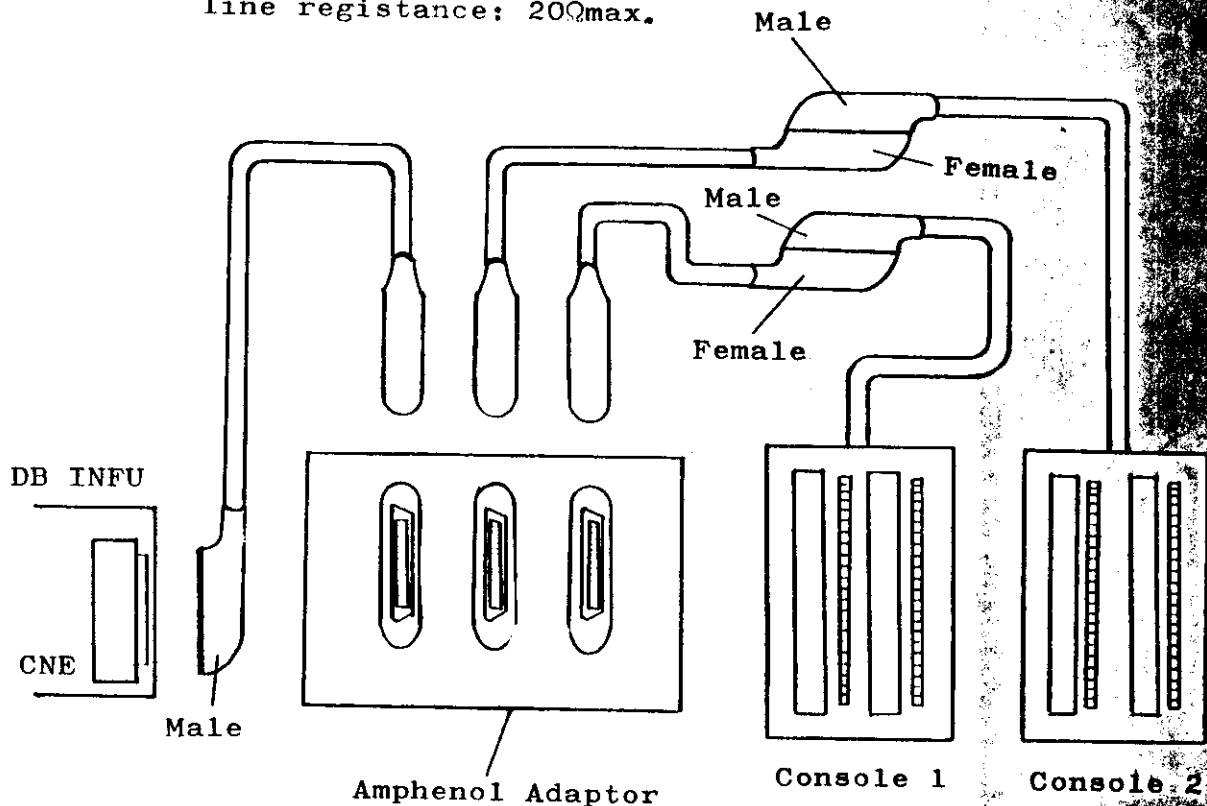 line registance: 20Ωmax.
Male
Female
Male
Female
DB INFU
CNE
Male
Amphenol Adaptor
Console 1
Console 2